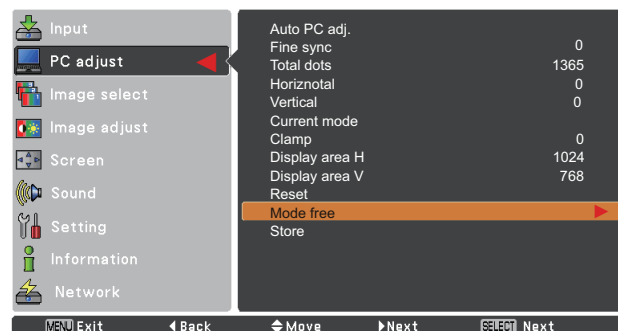 Input
PC adjust
Image select
Image adjust
Screen
Sound
Setting
Information
Network
Auto PC adj.
Fine sync 0
Total dots 1365
Horiznotal 0
Vertical 0
Current mode
Clamp 0
Display area H 1024
Display area V 768
Reset
Mode free
Store
MENU Exit Back Move Next SELECT Next